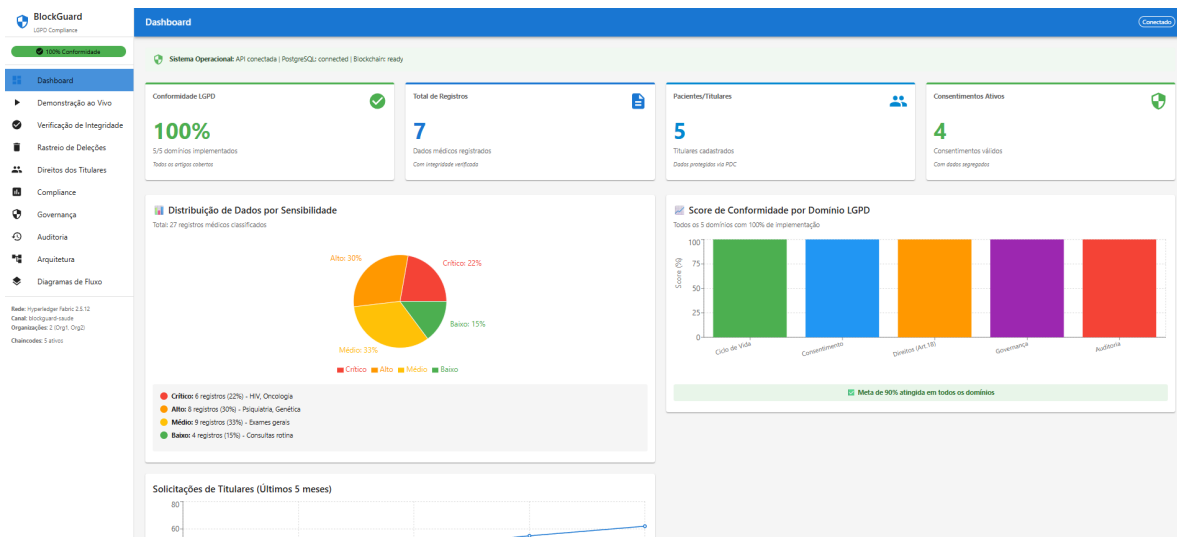 BlockGuard
LGPD Compliance
100% Conformidade
Dashboard
Demonstração ao Vivo
Verificação de Integridade
Rastreio de Deleções
Direitos dos Titulares
Compliance
Governança
Auditoria
Arquitetura
Diagramas de Fluxo
Rede: Hyperledger Fabric 2.5.12
Canal: blockguard-saude
Organizações: 2 (Org1, Org2)
Chaincodes: 5 ativos
Dashboard
Conectado
Sistema Operacional: API conectada | PostgreSQL: connected | Blockchain: ready
Conformidade LGPD
100%
5/5 domínios implementados
Todos os artigos cobertos
Total de Registros
7
Dados médicos registrados
Com integridade verificada
Pacientes/Titulares
5
Titulares cadastrados
Dados protegidos via PDC
Consentimentos Ativos
4
Consentimentos válidos
Com dados segregados
Distribuição de Dados por Sensibilidade
Total: 27 registros médicos classificados
Alto: 30%
Crítico: 22%
Baixo: 15%
Médio: 33%
Crítico Alto Médio Baixo
Crítico: 6 registros (22%) - HIV, Oncologia
Alto: 8 registros (30%) - Psiquiatria, Genética
Médio: 9 registros (33%) - Exames gerais
Baixo: 4 registros (15%) - Consultas rotina
Score de Conformidade por Domínio LGPD
Todos os 5 domínios com 100% de implementação
Score (%)
100
75
50
25
0
Ciclo de Vida
Consentimento
Direitos (Art.18)
Governança
Auditoria
Meta de 90% atingida em todos os domínios
Solicitações de Titulares (Últimos 5 meses)
80
60